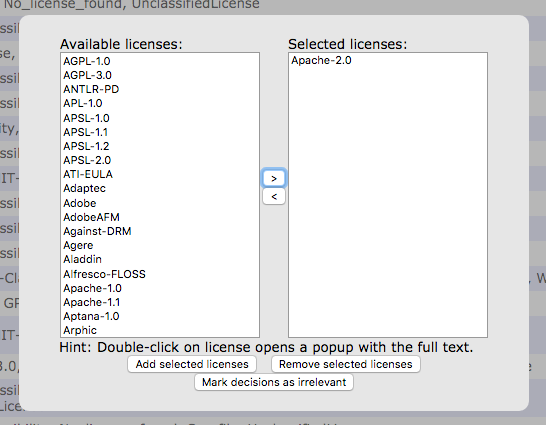 No_license_found, UnclassifiedLicense
Available licenses:
Selected licenses:
AGPL-1.0
AGPL-3.0
ANTLR-PD
APL-1.0
APSL-1.0
APSL-1.1
APSL-1.2
APSL-2.0
ATI-EULA
Adaptec
Adobe
AdobeAFM
Against-DRM
Agere
Aladdin
Alfresco-FLOSS
Apache-1.0
Apache-1.1
Aptana-1.0
Arphic
Apache-2.0
>
<
Hint: Double-click on license opens a popup with the full text.
Add selected licenses
Remove selected licenses
Mark decisions as irrelevant